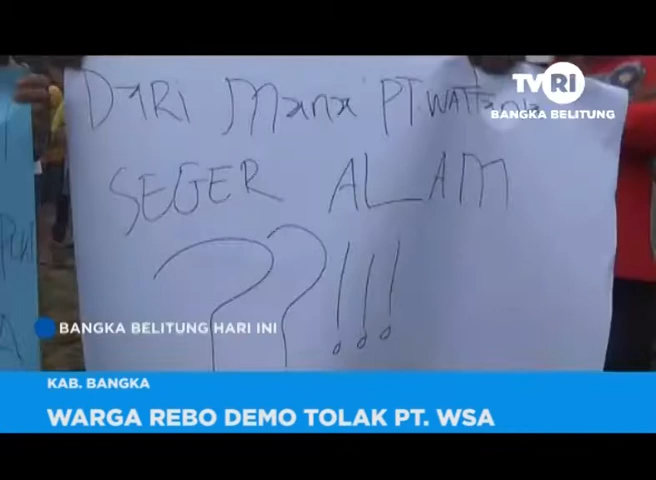 TVRI
BANGKA BELITUNG
DARi Mana PT.
SEGER ALAM
??!!!
BANGKA BELITUNG HARI INI
KAB. BANGKA
WARGA REBO DEMO TOLAK PT. WSA